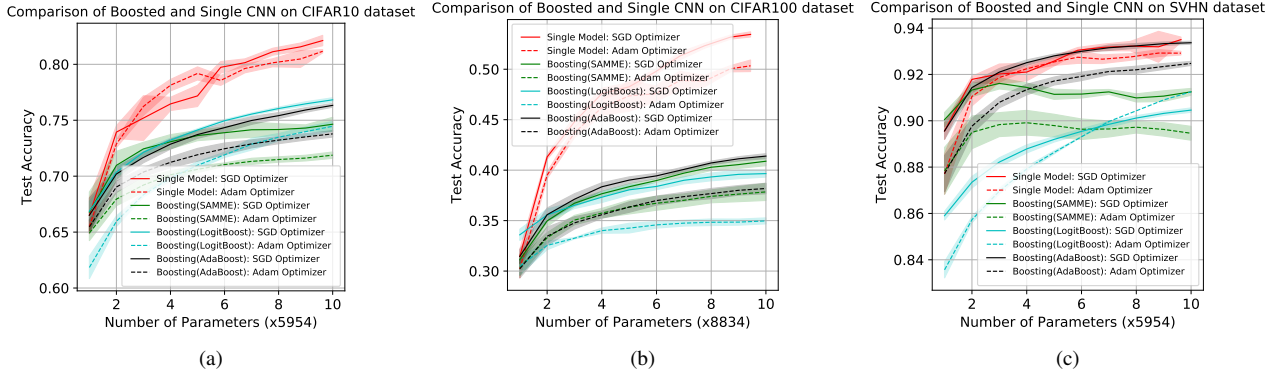 Comparison of Boosted and Single CNN on CIFAR10 dataset
Test Accuracy
0.80
0.75
0.70
0.65
0.60
Single Model: SGD Optimizer
Single Model: Adam Optimizer
Boosting(SAMME): SGD Optimizer
Boosting(SAMME): Adam Optimizer
Boosting(LogitBoost): SGD Optimizer
Boosting(LogitBoost): Adam Optimizer
Boosting(AdaBoost): SGD Optimizer
Boosting(AdaBoost): Adam Optimizer
2 4 6 8 10
Number of Parameters (x5954)
(a)
Comparison of Boosted and Single CNN on CIFAR100 dataset
Test Accuracy
0.50
0.45
0.40
0.35
0.30
Single Model: SGD Optimizer
Single Model: Adam Optimizer
Boosting(SAMME): SGD Optimizer
Boosting(SAMME): Adam Optimizer
Boosting(LogitBoost): SGD Optimizer
Boosting(LogitBoost): Adam Optimizer
Boosting(AdaBoost): SGD Optimizer
Boosting(AdaBoost): Adam Optimizer
2 4 6 8 10
Number of Parameters (x8834)
(b)
Comparison of Boosted and Single CNN on SVHN dataset
Test Accuracy
0.94
0.92
0.90
0.88
0.86
0.84
Single Model: SGD Optimizer
Single Model: Adam Optimizer
Boosting(SAMME): SGD Optimizer
Boosting(SAMME): Adam Optimizer
Boosting(LogitBoost): SGD Optimizer
Boosting(LogitBoost): Adam Optimizer
Boosting(AdaBoost): SGD Optimizer
Boosting(AdaBoost): Adam Optimizer
2 4 6 8 10
Number of Parameters (x5954)
(c)